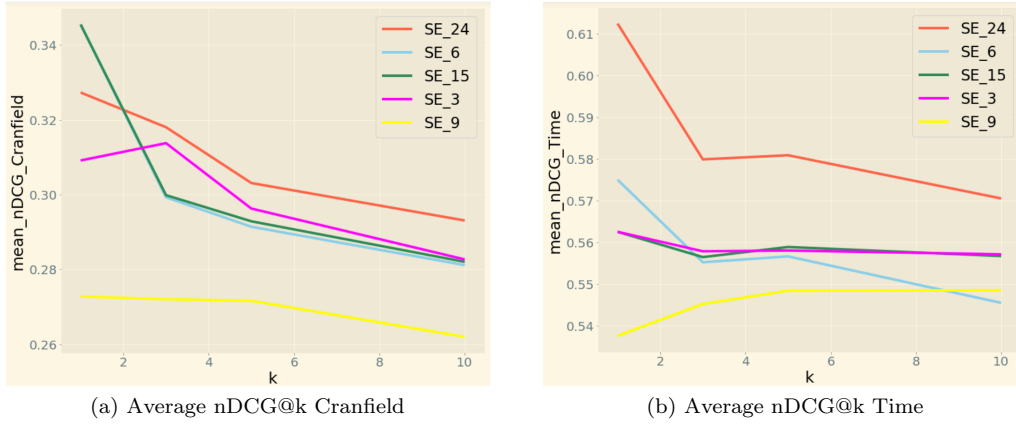 mean_nDCG_Cranfield
0.34
0.32
0.30
0.28
0.26
2
4
6
8
10
k
SE_24
SE_6
SE_15
SE_3
SE_9
(a) Average nDCG@k Cranfield
mean_nDCG_Time
0.61
0.60
0.59
0.58
0.57
0.56
0.55
0.54
2
4
6
8
10
k
SE_24
SE_6
SE_15
SE_3
SE_9
(b) Average nDCG@k Time